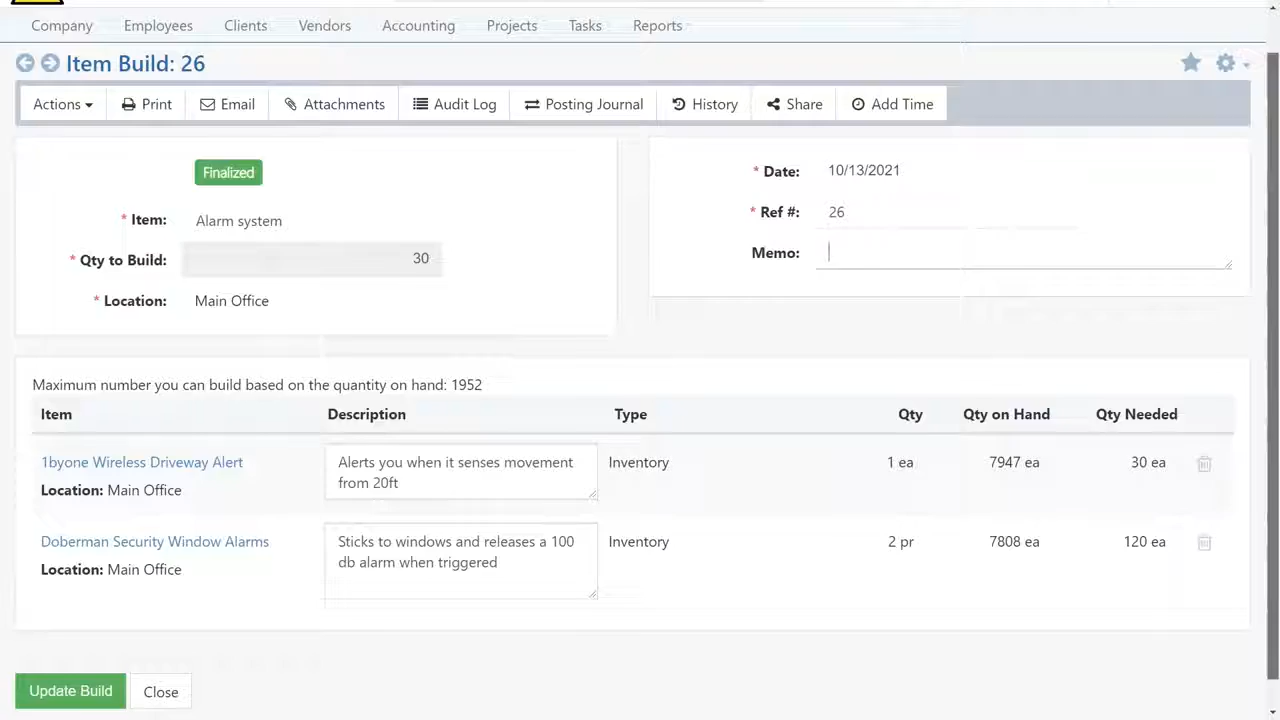 Company Employees Clients Vendors Accounting Projects Tasks Reports
Item Build: 26
Actions Print Email Attachments Audit Log Posting Journal History Share Add Time
Finalized
* Item: Alarm system
* Qty to Build: 30
* Location: Main Office
* Date: 10/13/2021
* Ref #: 26
Memo:
Maximum number you can build based on the quantity on hand: 1952
Item Description Type Qty Qty on Hand Qty Needed
1byone Wireless Driveway Alert Alerts you when it senses movement Inventory 1 ea 7947 ea 30 ea
from 20ft
Location: Main Office
Doberman Security Window Alarms Sticks to windows and releases a 100 Inventory 2 pr 7808 ea 120 ea
db alarm when triggered
Location: Main Office
Update Build Close